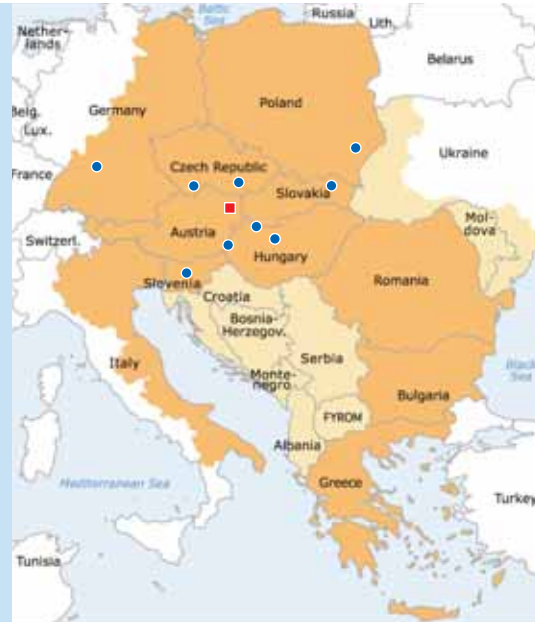 Baltic
Sea
Russia
Lith.
Nether-
lands
Belarus
Belg.
Lux.
Germany
Poland
Ukraine
France
Czech Republic
Slovakia
Mol-
dova
Switzerl.
Austria
Hungary
Romania
Slovenia
Croatia
Bosnia-
Herzegov.
Serbia
Italy
Monte-
negro
Black
Sea
Bulgaria
FYROM
Albania
Mediterranean Sea
Greece
Turkey
Tunisia